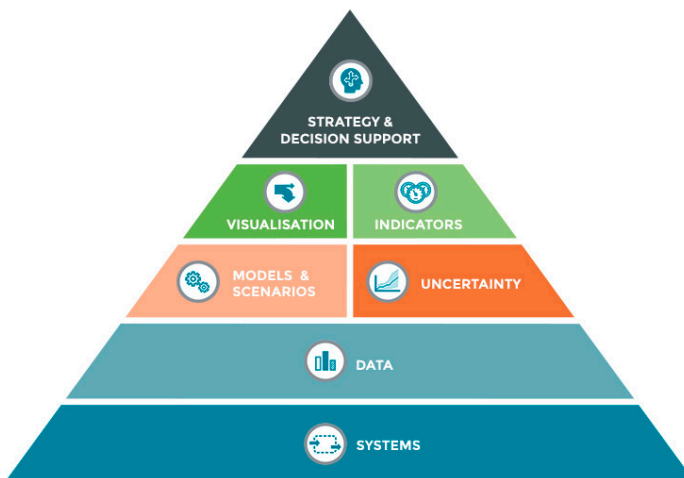 STRATEGY &
DECISION SUPPORT
VISUALISATION
INDICATORS
MODELS &
SCENARIOS
UNCERTAINTY
DATA
SYSTEMS